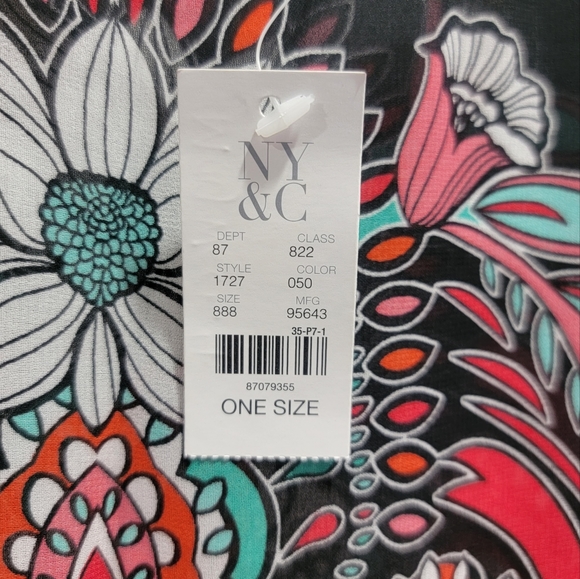 NY
&C
DEPT CLASS
87 822
STYLE COLOR
1727 050
SIZE MFG
888 95643
35-P7-1
87079355
ONE SIZE